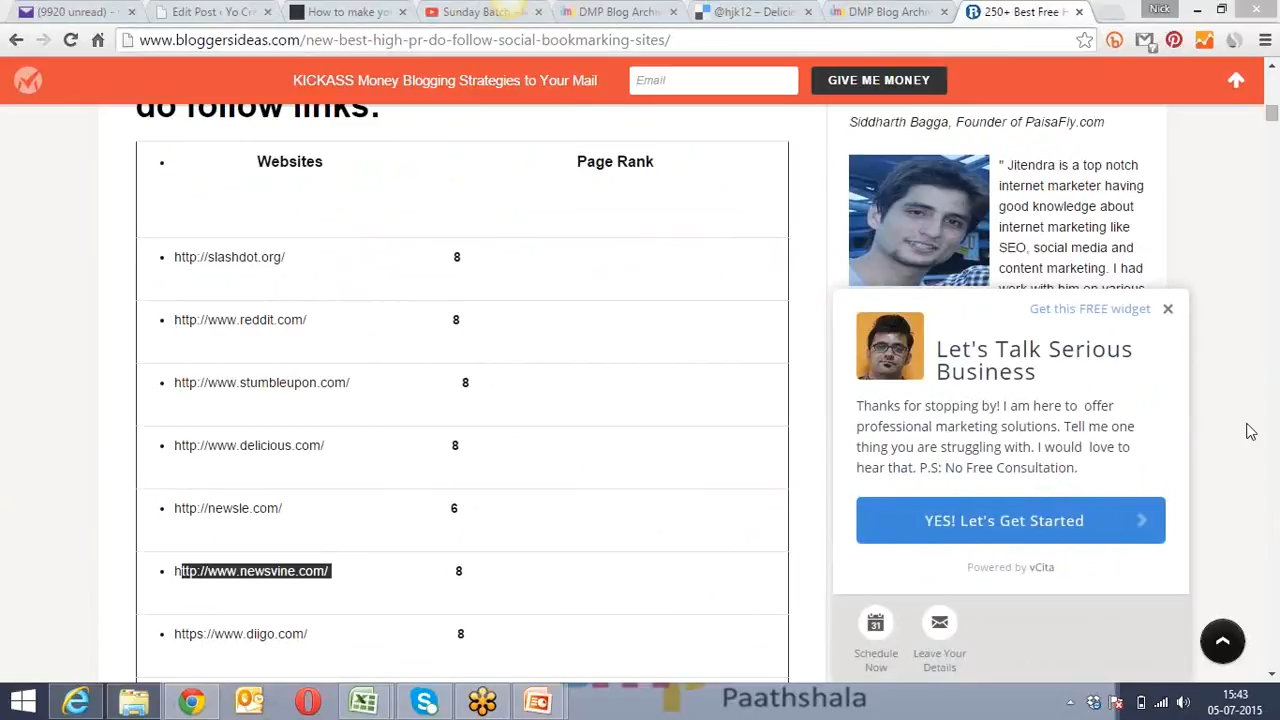 (9920 unread) -
Edit Post ‹ Yo.Cre
How to make yo
Sunday Batch –
DMP Blog Archi
@hjk12 – Delicio
DMP Blog Archiv
250+ Best Free H
Nick
www.bloggersideas.com/new-best-high-pr-do-follow-social-bookmarking-sites/
KICKASS Money Blogging Strategies to Your Mail
Email
GIVE ME MONEY
do follow links:
Websites
Page Rank
http://slashdot.org/ 8
http://www.reddit.com/ 8
http://www.stumbleupon.com/ 8
http://www.delicious.com/ 8
http://newsle.com/ 6
http://www.newsvine.com/ 8
https://www.diigo.com/ 8
Siddharth Bagga, Founder of PaisaFly.com
" Jitendra is a top notch
internet marketer having
good knowledge about
internet marketing like
SEO, social media and
content marketing. I had
work with him on various
Get this FREE widget
Let's Talk Serious
Business
Thanks for stopping by! I am here to offer
professional marketing solutions. Tell me one
thing you are struggling with. I would love to
hear that. P.S: No Free Consultation.
YES! Let's Get Started
Powered by vCita
31
Schedule
Now
Leave Your
Details
Paathshala
15:43
05-07-2015